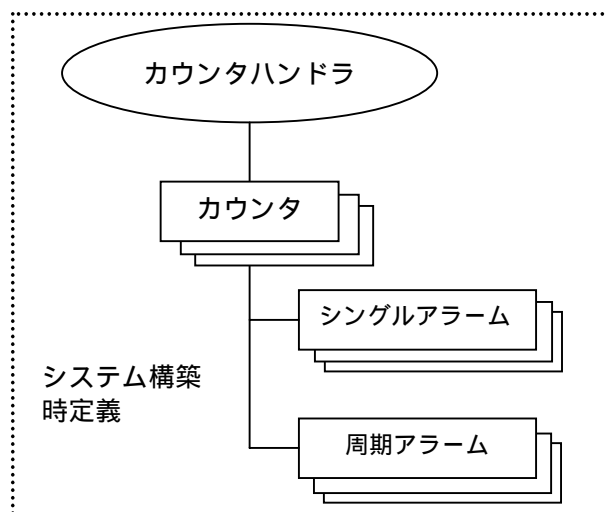 カウンタハンドラ
カウンタ
シングルアラーム
システム構築
時定義
周期アラーム